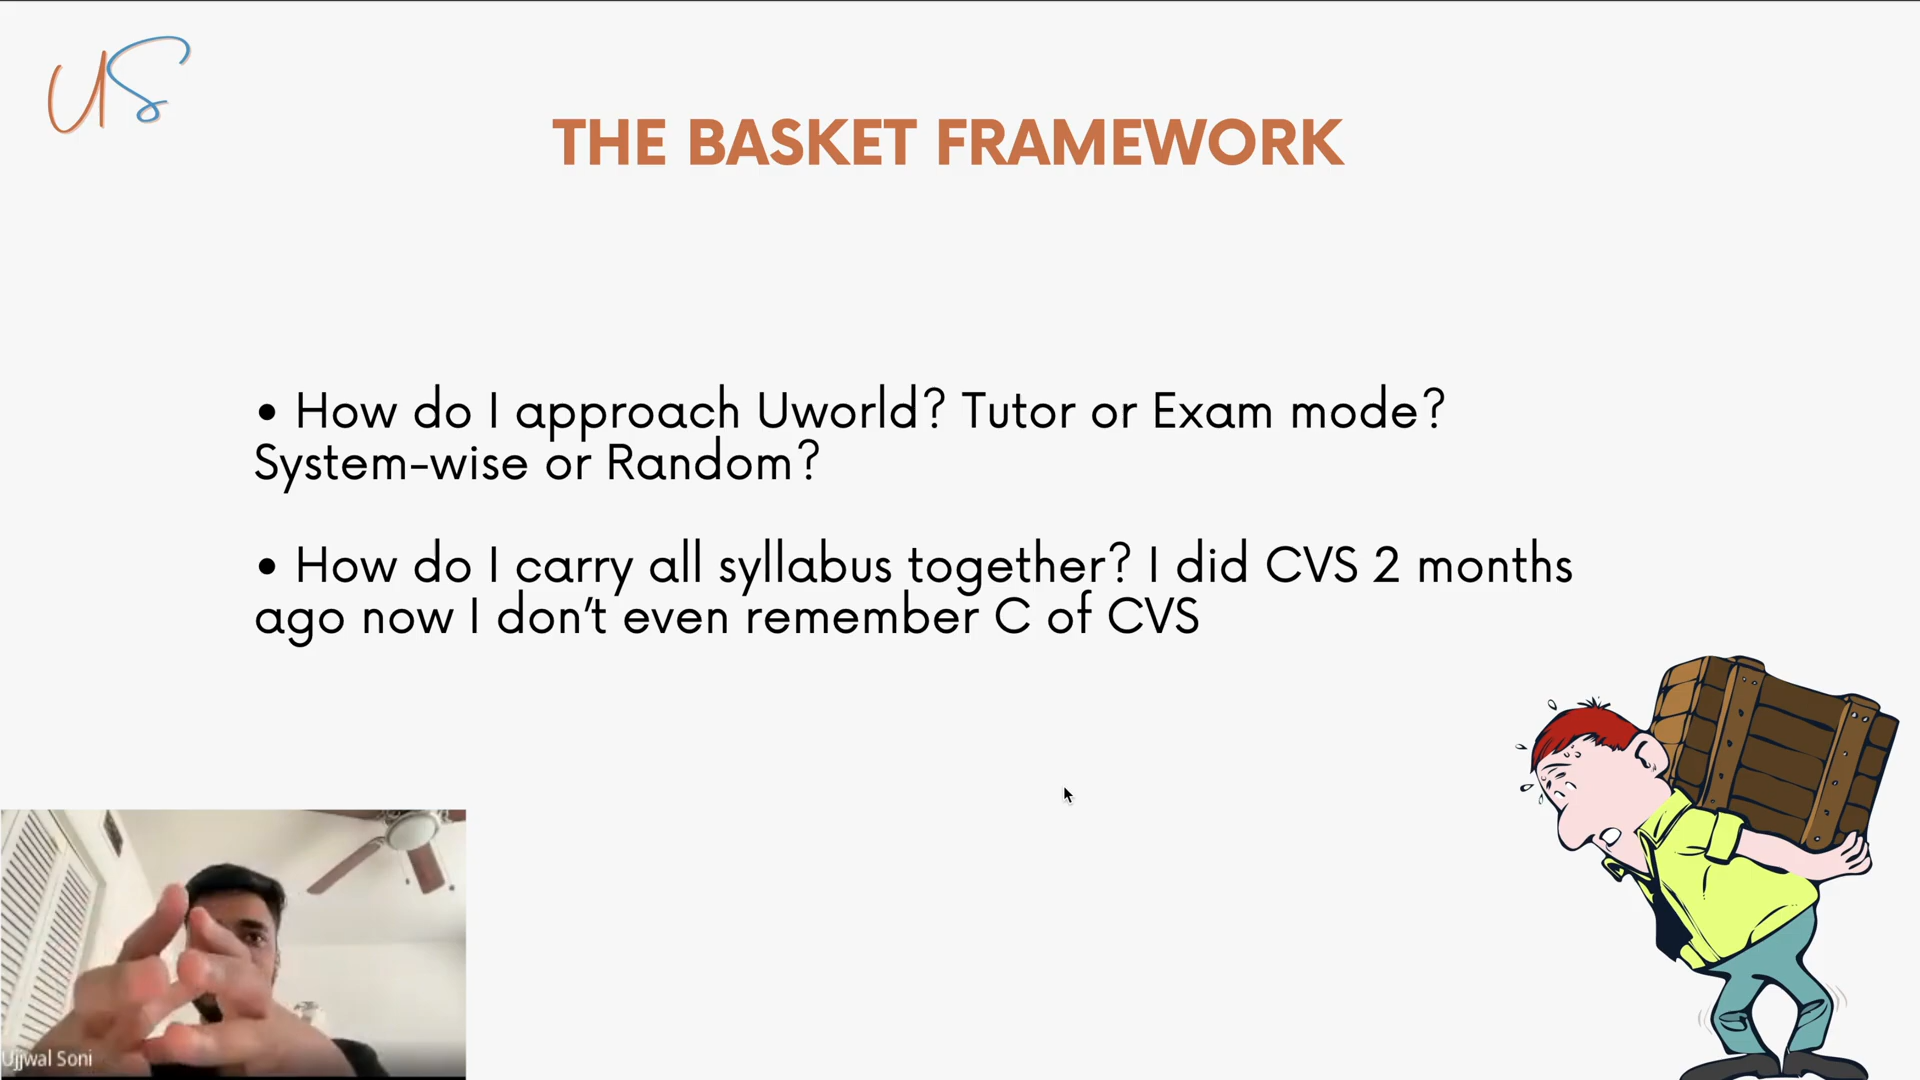 US
THE BASKET FRAMEWORK
• How do I approach Uworld? Tutor or Exam mode?
System-wise or Random?
• How do I carry all syllabus together? I did CVS 2 months
ago now I don’t even remember C of CVS
Ujjwal Soni